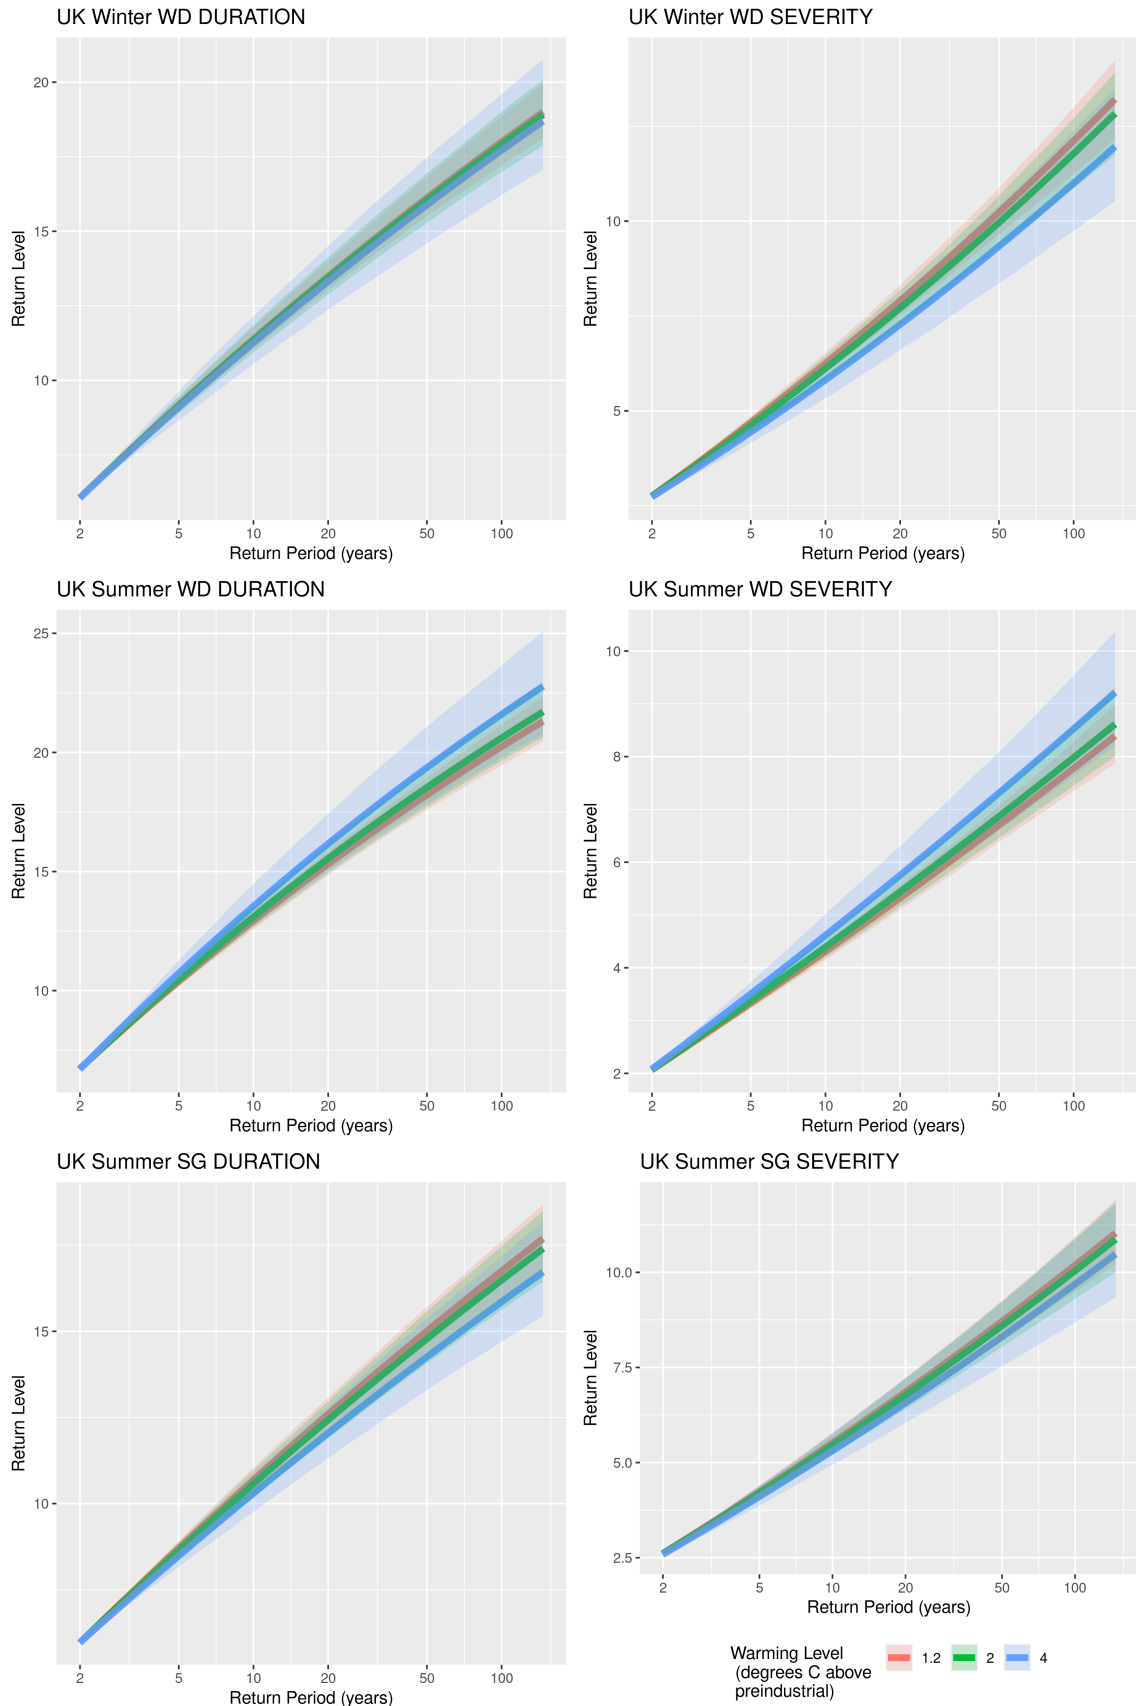 UK Winter WD DURATION
20
15
10
Return Level
2 5 10 20 50 100
Return Period (years)
UK Winter WD SEVERITY
10
5
Return Level
2 5 10 20 50 100
Return Period (years)
UK Summer WD DURATION
25
20
15
10
Return Level
2 5 10 20 50 100
Return Period (years)
UK Summer WD SEVERITY
10
8
6
4
2
Return Level
2 5 10 20 50 100
Return Period (years)
UK Summer SG DURATION
15
10
Return Level
2 5 10 20 50 100
Return Period (years)
UK Summer SG SEVERITY
10.0
7.5
5.0
2.5
Return Level
2 5 10 20 50 100
Return Period (years)
Warming Level
(degrees C above
preindustrial)
1.2 2 4